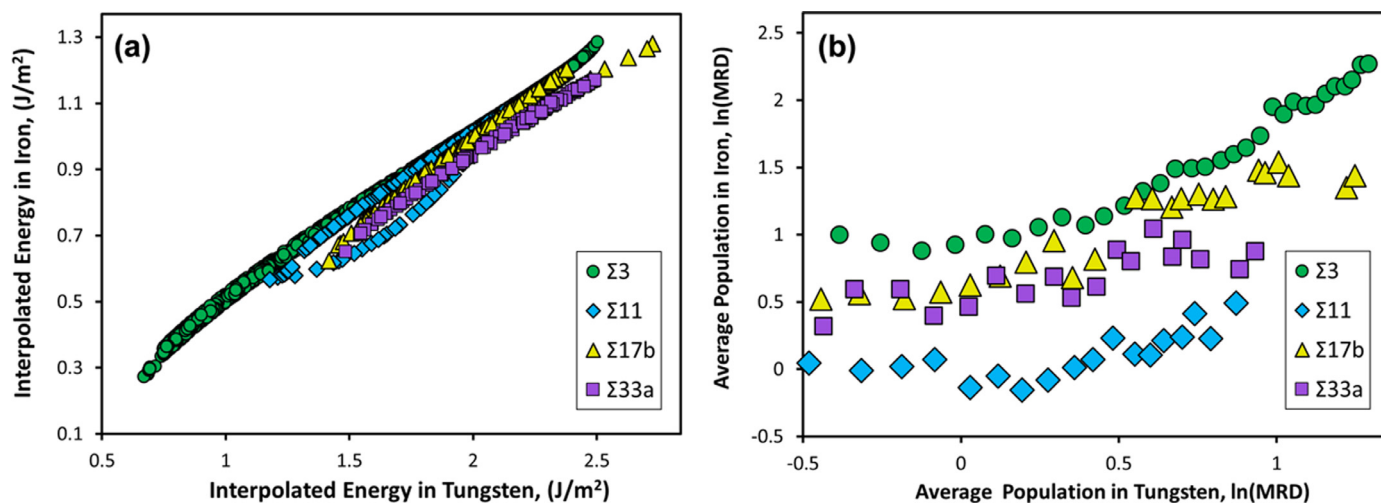 (a)
Interpolated Energy in Iron, (J/m²)
1.3
1.1
0.9
0.7
0.5
0.3
0.1
0.5
1
1.5
2
2.5
Interpolated Energy in Tungsten, (J/m²)
Σ3
Σ11
Σ17b
Σ33a
(b)
Average Population in Iron, ln(MRD)
2.5
2
1.5
1
0.5
0
-0.5
-0.5
0
0.5
1
Average Population in Tungsten, ln(MRD)
Σ3
Σ11
Σ17b
Σ33a